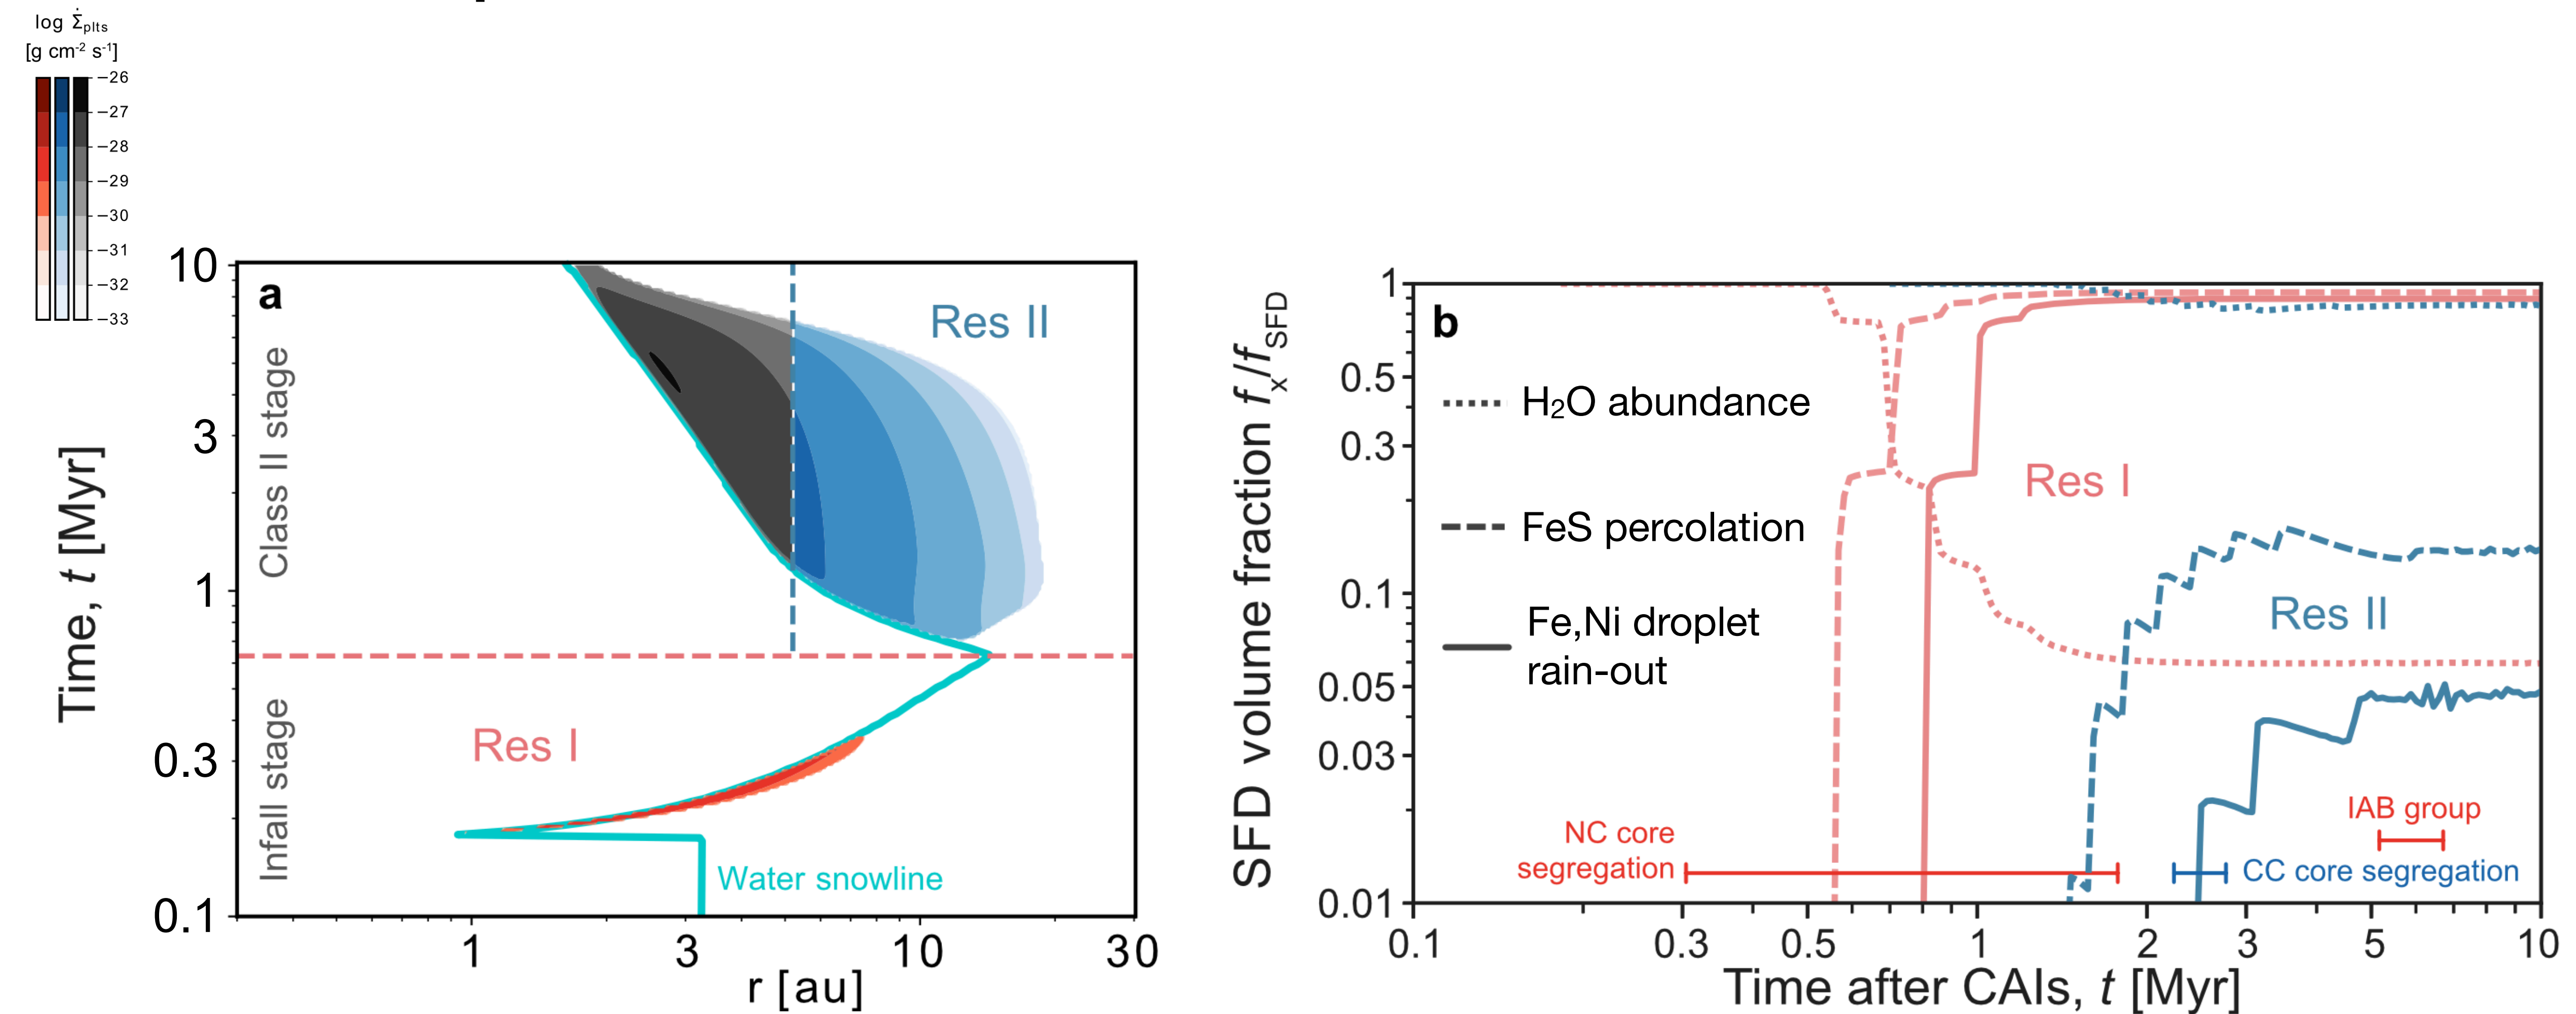 log Σ̇plts
[g cm-2 s-1]
−26
−27
−28
−29
−30
−31
−32
−33
a
Res II
Res I
Water snowline
Class II stage
Infall stage
Time, t [Myr]
10
3
1
0.3
0.1
1
3
10
30
r [au]
b
H2O abundance
FeS percolation
Fe,Ni droplet
rain-out
Res I
Res II
NC core
segregation
IAB group
CC core segregation
SFD volume fraction fx/fSFD
1
0.5
0.3
0.1
0.05
0.03
0.01
0.1
0.3
0.5
1
2
3
5
10
Time after CAIs, t [Myr]